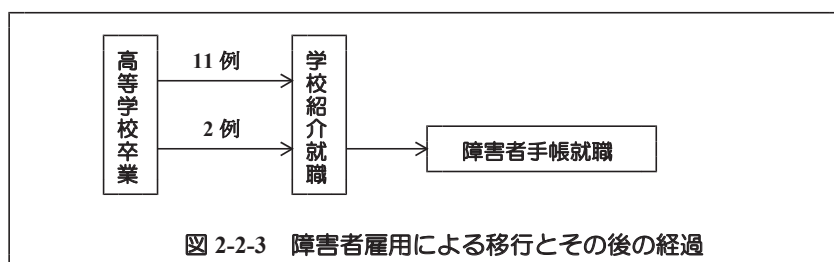 高等学校卒業
11 例
2 例
学校紹介就職
障害者手帳就職
図 2-2-3 障害者雇用による移行とその後の経過